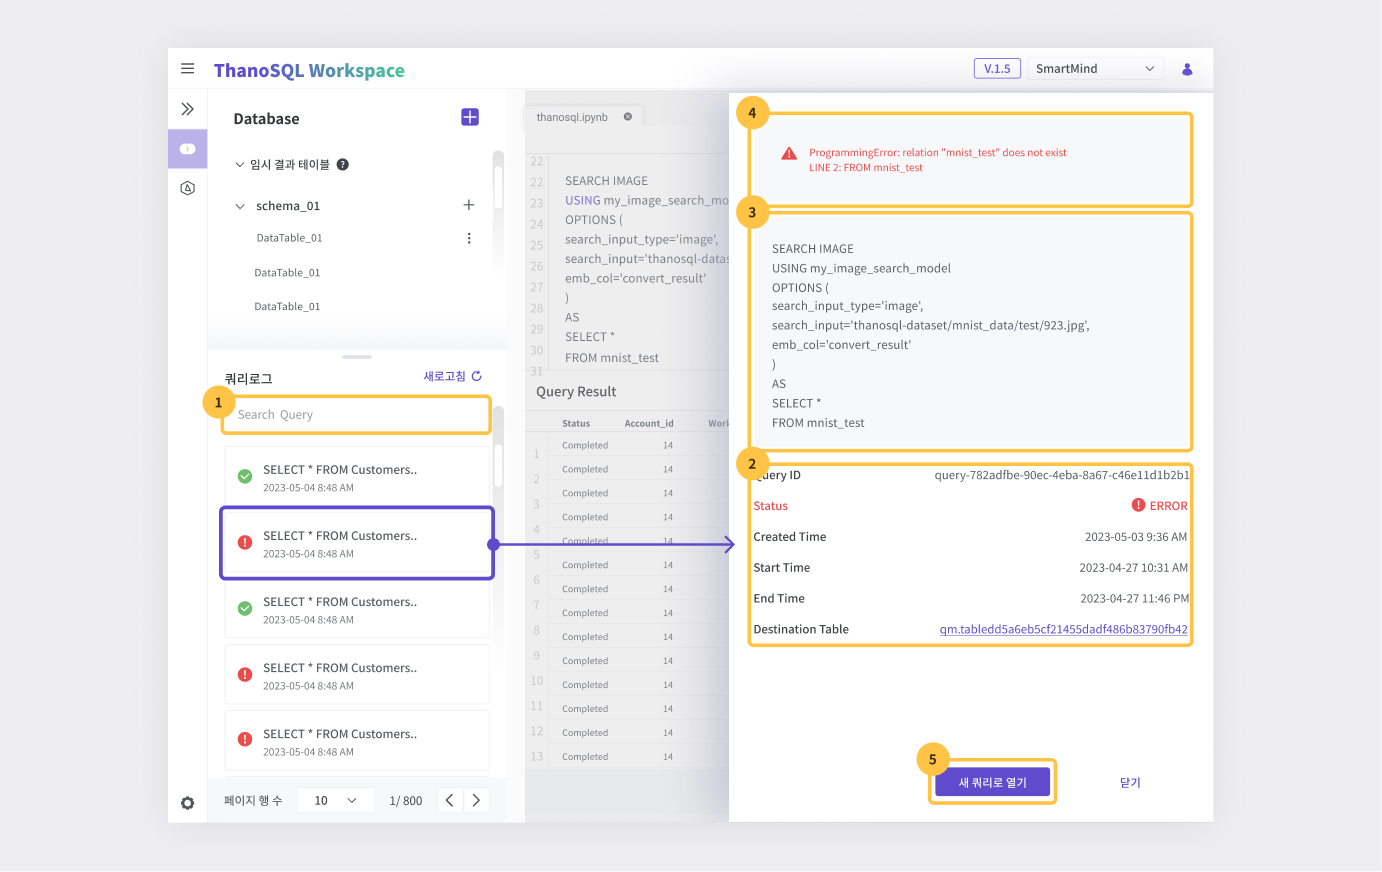 ThanoSQL Workspace
V.1.5
SmartMind
Database
임시 결과 테이블 ?
schema_01
DataTable_01
DataTable_01
DataTable_01
쿼리로그
새로고침
1
Search Query
SELECT * FROM Customers..
2023-05-04 8:48 AM
SELECT * FROM Customers..
2023-05-04 8:48 AM
SELECT * FROM Customers..
2023-05-04 8:48 AM
SELECT * FROM Customers..
2023-05-04 8:48 AM
SELECT * FROM Customers..
2023-05-04 8:48 AM
페이지 행 수
10
1/ 800
thanosql.ipynb
22
22 SEARCH IMAGE
23 USING my_image_search_mo
24 OPTIONS (
25 search_input_type='image',
26 search_input='thanosql-datas
27 emb_col='convert_result'
28 )
29 AS
30 SELECT *
31 FROM mnist_test
Query Result
Status Account_id Work
1 Completed 14
2 Completed 14
3 Completed 14
4 Completed 14
5 Completed 14
6 Completed 14
7 Completed 14
8 Completed 14
9 Completed 14
10 Completed 14
11 Completed 14
12 Completed 14
13 Completed 14
Completed 14
4
ProgrammingError: relation "mnist_test" does not exist
LINE 2: FROM mnist_test
3
SEARCH IMAGE
USING my_image_search_model
OPTIONS (
search_input_type='image',
search_input='thanosql-dataset/mnist_data/test/923.jpg',
emb_col='convert_result'
)
AS
SELECT *
FROM mnist_test
2
Query ID query-782adfbe-90ec-4eba-8a67-c46e11d1b2b1
Status ERROR
Created Time 2023-05-03 9:36 AM
Start Time 2023-04-27 10:31 AM
End Time 2023-04-27 11:46 PM
Destination Table qm.tabledd5a6eb5cf21455dadf486b83790fb42
5
새 쿼리로 열기
닫기